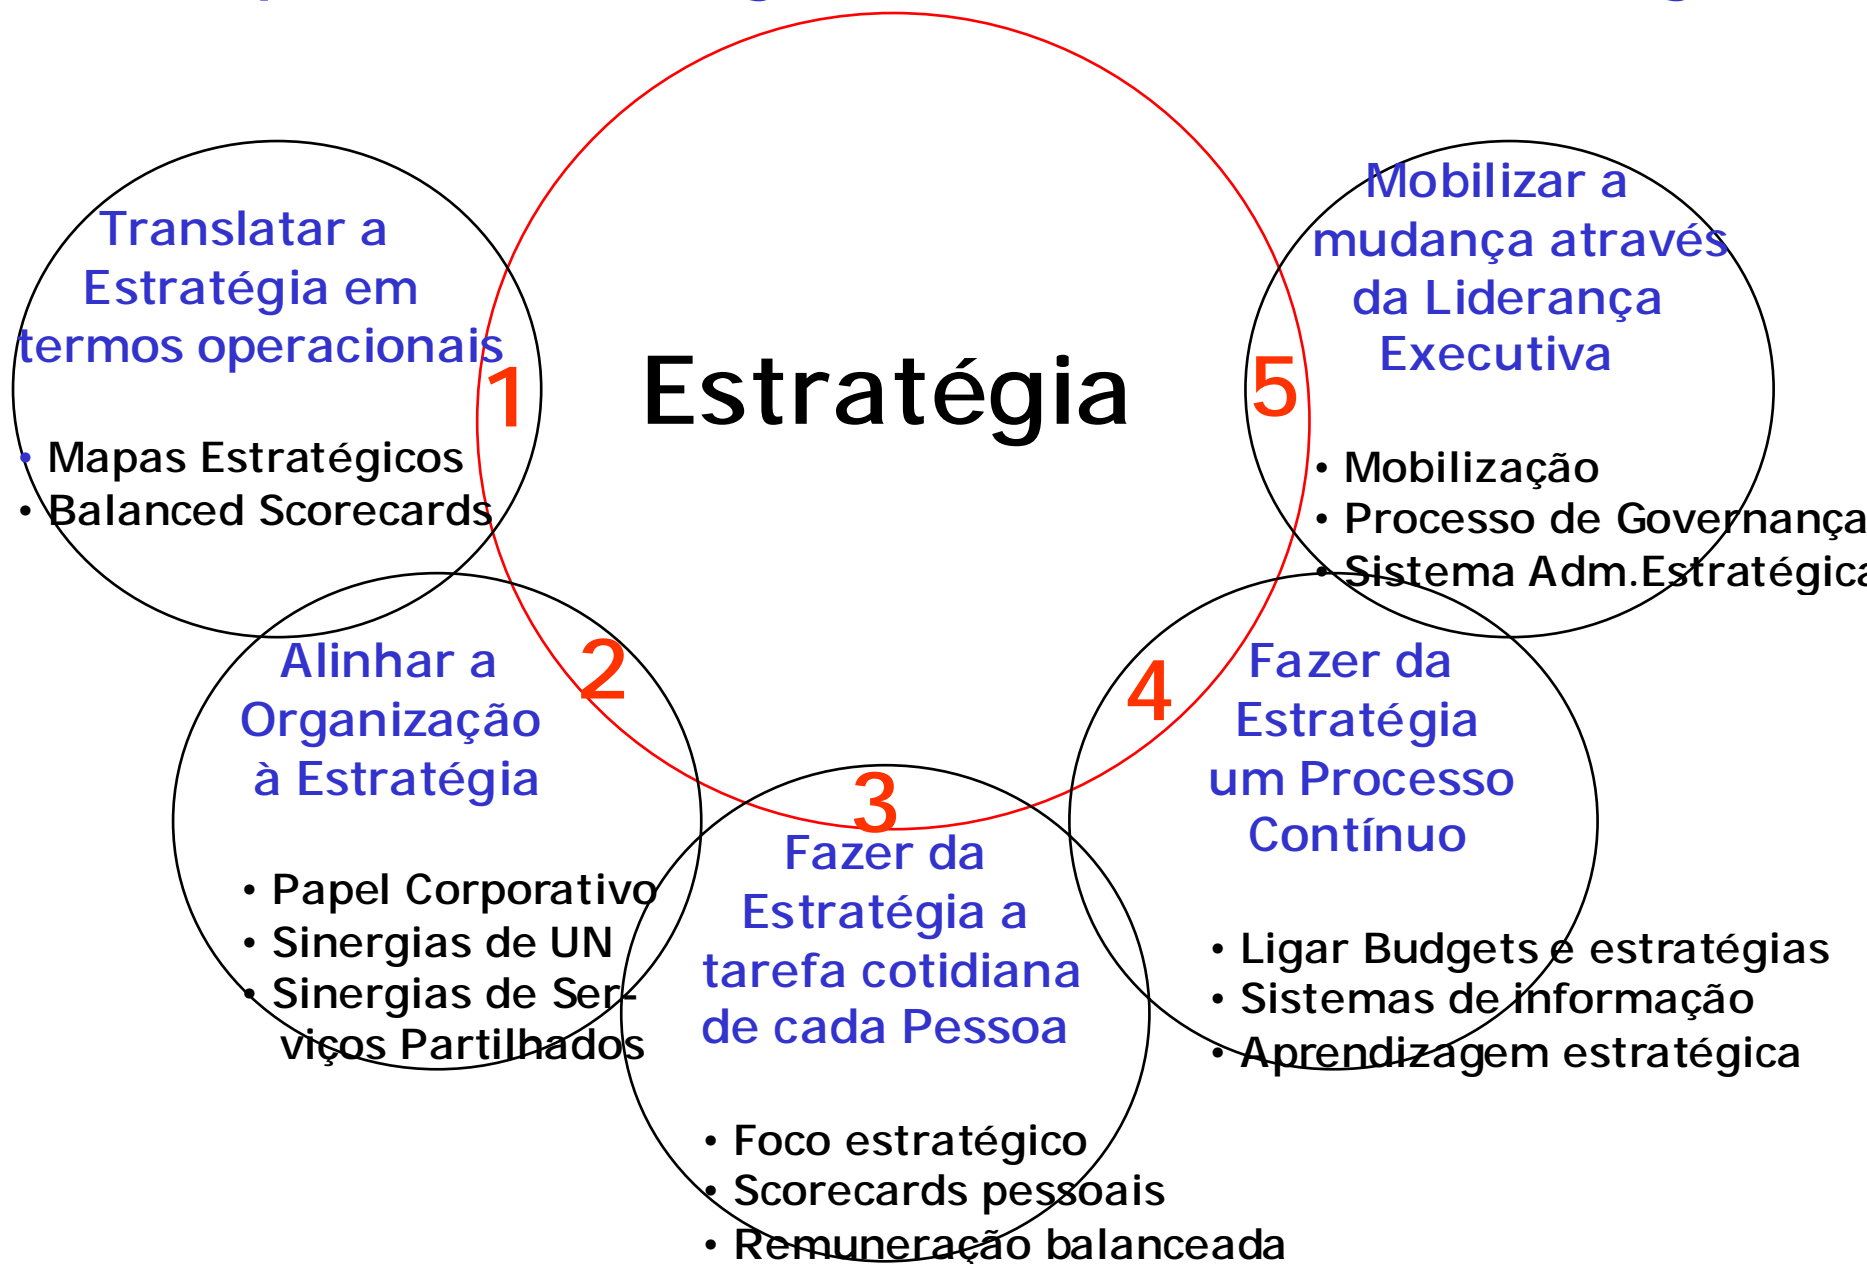 Translatar a
Estratégia em
termos operacionais
1
• Mapas Estratégicos
• Balanced Scorecards
Estratégia
5
Mobilizar a
mudança através
da Liderança
Executiva
• Mobilização
• Processo de Governança
• Sistema Adm.Estratégica
2
Alinhar a
Organização
à Estratégia
• Papel Corporativo
• Sinergias de UN
• Sinergias de Ser-
viços Partilhados
3
Fazer da
Estratégia a
tarefa cotidiana
de cada Pessoa
• Foco estratégico
• Scorecards pessoais
• Remuneração balanceada
4
Fazer da
Estratégia
um Processo
Contínuo
• Ligar Budgets e estratégias
• Sistemas de informação
• Aprendizagem estratégica